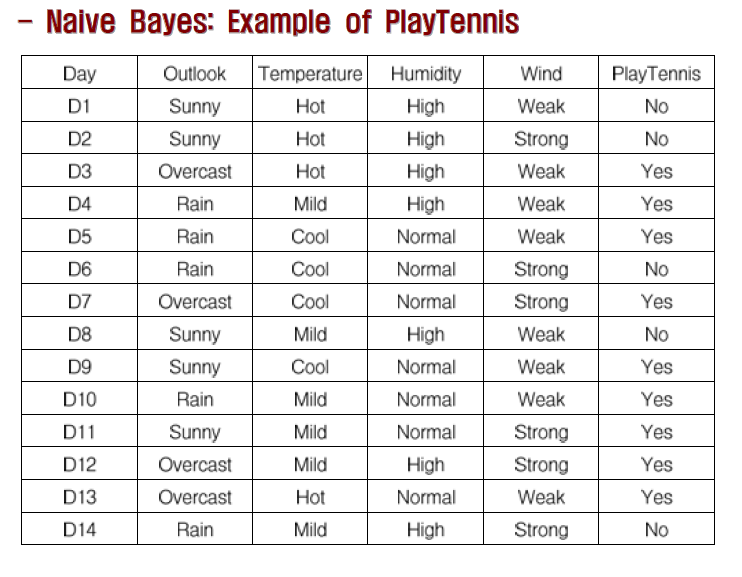 – Naive Bayes: Example of PlayTennis
Day Outlook Temperature Humidity Wind PlayTennis
D1 Sunny Hot High Weak No
D2 Sunny Hot High Strong No
D3 Overcast Hot High Weak Yes
D4 Rain Mild High Weak Yes
D5 Rain Cool Normal Weak Yes
D6 Rain Cool Normal Strong No
D7 Overcast Cool Normal Strong Yes
D8 Sunny Mild High Weak No
D9 Sunny Cool Normal Weak Yes
D10 Rain Mild Normal Weak Yes
D11 Sunny Mild Normal Strong Yes
D12 Overcast Mild High Strong Yes
D13 Overcast Hot Normal Weak Yes
D14 Rain Mild High Strong No